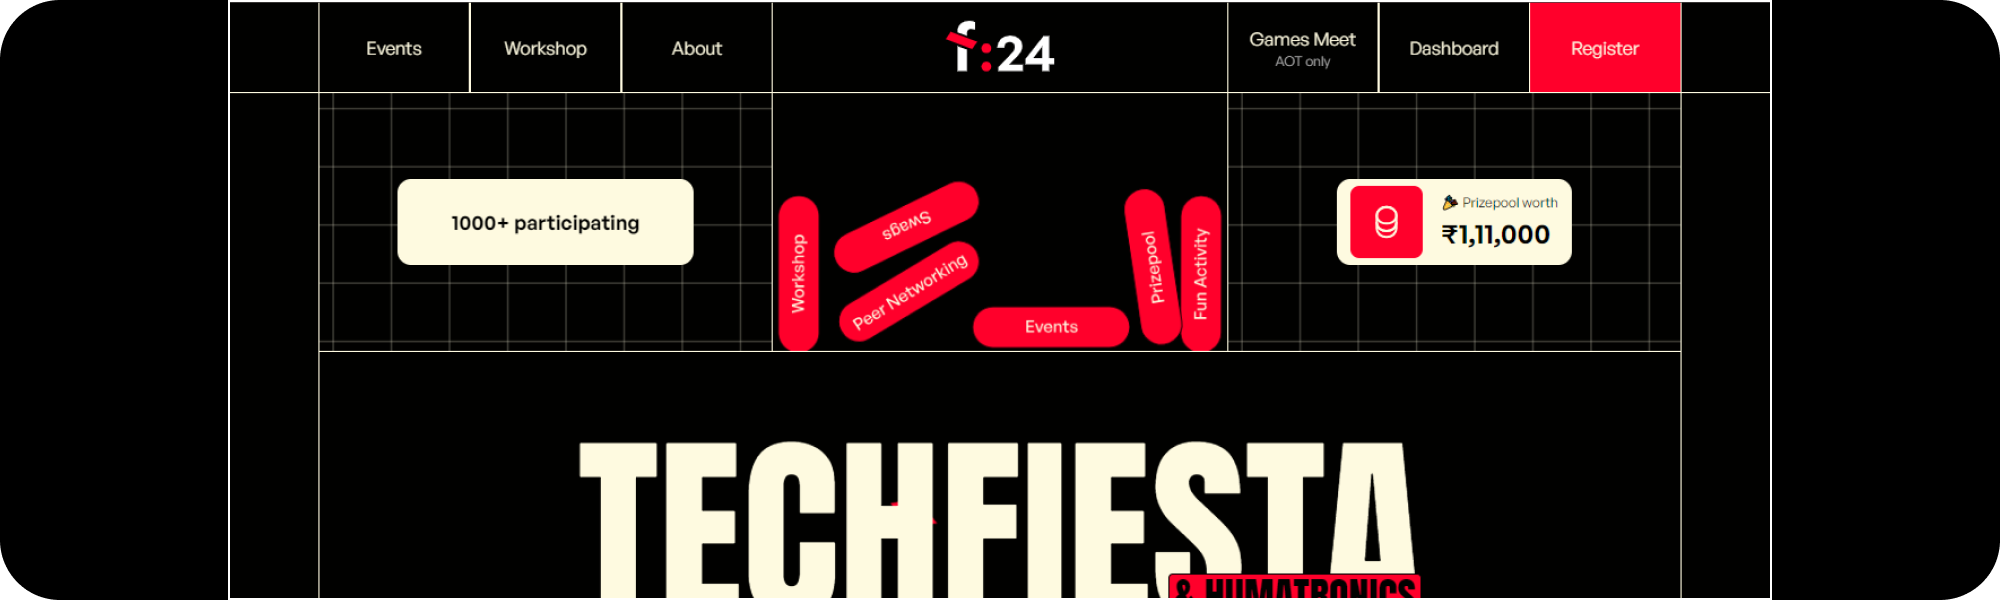 Events
Workshop
About
f:24
Games Meet
AOT only
Dashboard
Register
1000+ participating
Workshop
Swags
Peer Networking
Events
Prizepool
Fun Activity
Prizepool worth
₹1,11,000
TECHFIESTA
& HUMATRONICS